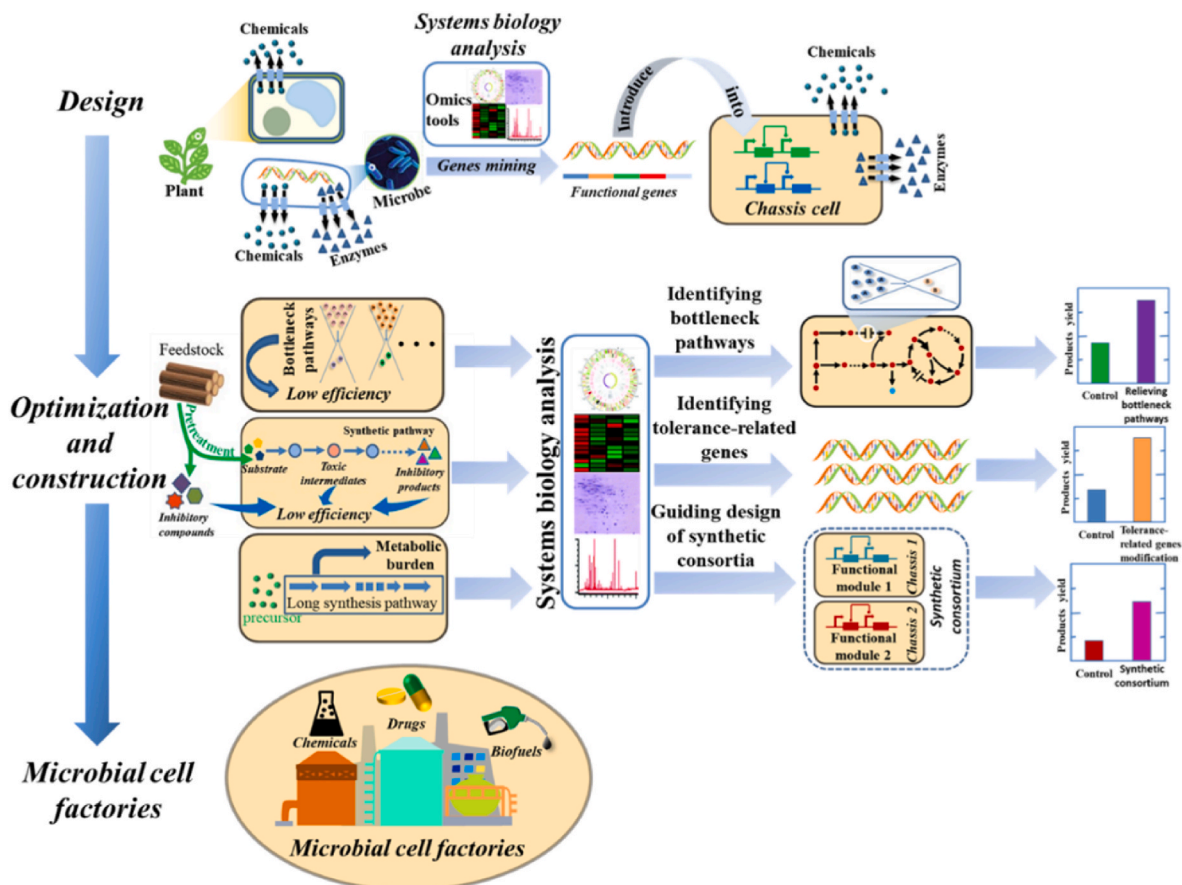 Design
Chemicals
Plant
Chemicals
Enzymes
Microbe
Systems biology
analysis
Omics
tools
Genes mining
Introduce
into
Functional genes
Chemicals
Enzymes
Chassis cell
Optimization
and
construction
Feedstock
Pretreatment
Inhibitory
compounds
Bottleneck
pathways
Low efficiency
Synthetic pathway
Substrate
Toxic
intermediates
Inhibitory
products
Low efficiency
Metabolic
burden
Long synthesis pathway
precursor
Systems biology analysis
Identifying
bottleneck
pathways
Identifying
tolerance-related
genes
Guiding design
of synthetic
consortia
Functional
module 1
Chassis 1
Functional
module 2
Chassis 2
Synthetic
consortium
Products yield
Control
Relieving
bottleneck
pathways
Products yield
Control
Tolerance-
related genes
modification
Products yield
Control
Synthetic
consortium
Microbial cell
factories
Chemicals
Drugs
Biofuels
Microbial cell factories